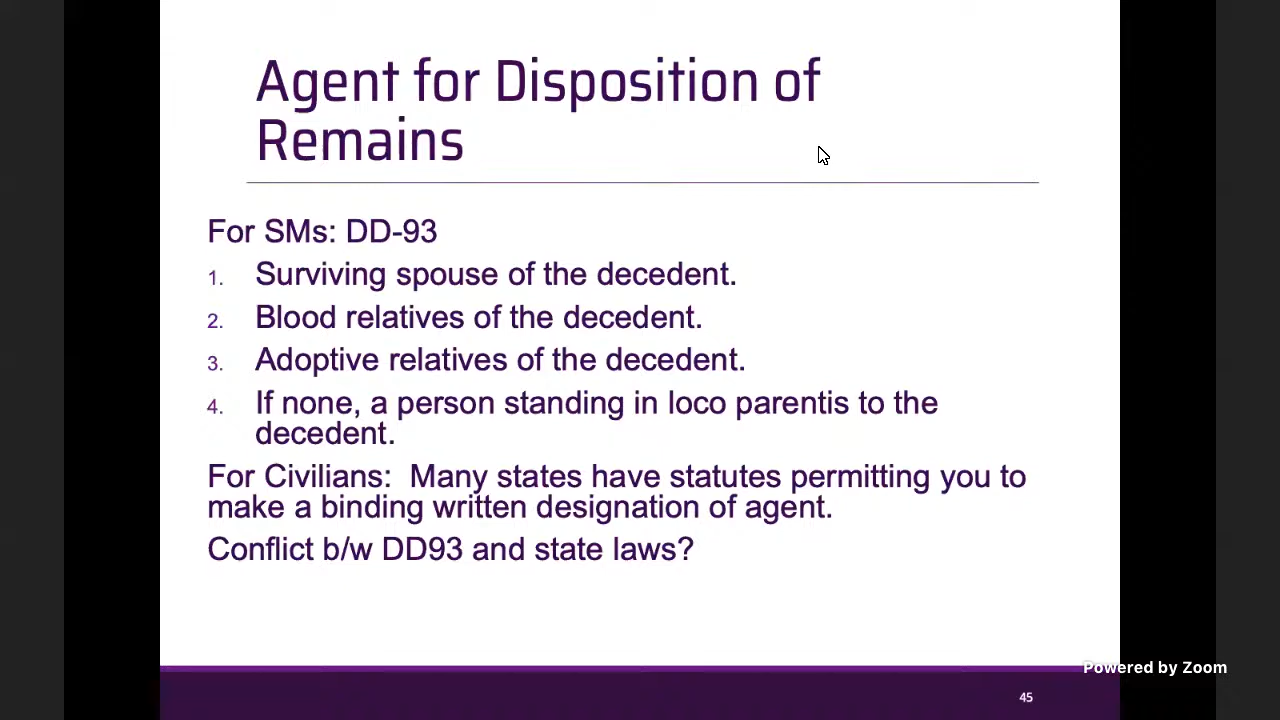 Agent for Disposition of
Remains
For SMs: DD-93
1. Surviving spouse of the decedent.
2. Blood relatives of the decedent.
3. Adoptive relatives of the decedent.
4. If none, a person standing in loco parentis to the
decedent.
For Civilians:  Many states have statutes permitting you to
make a binding written designation of agent.
Conflict b/w DD93 and state laws?
Powered by Zoom
45